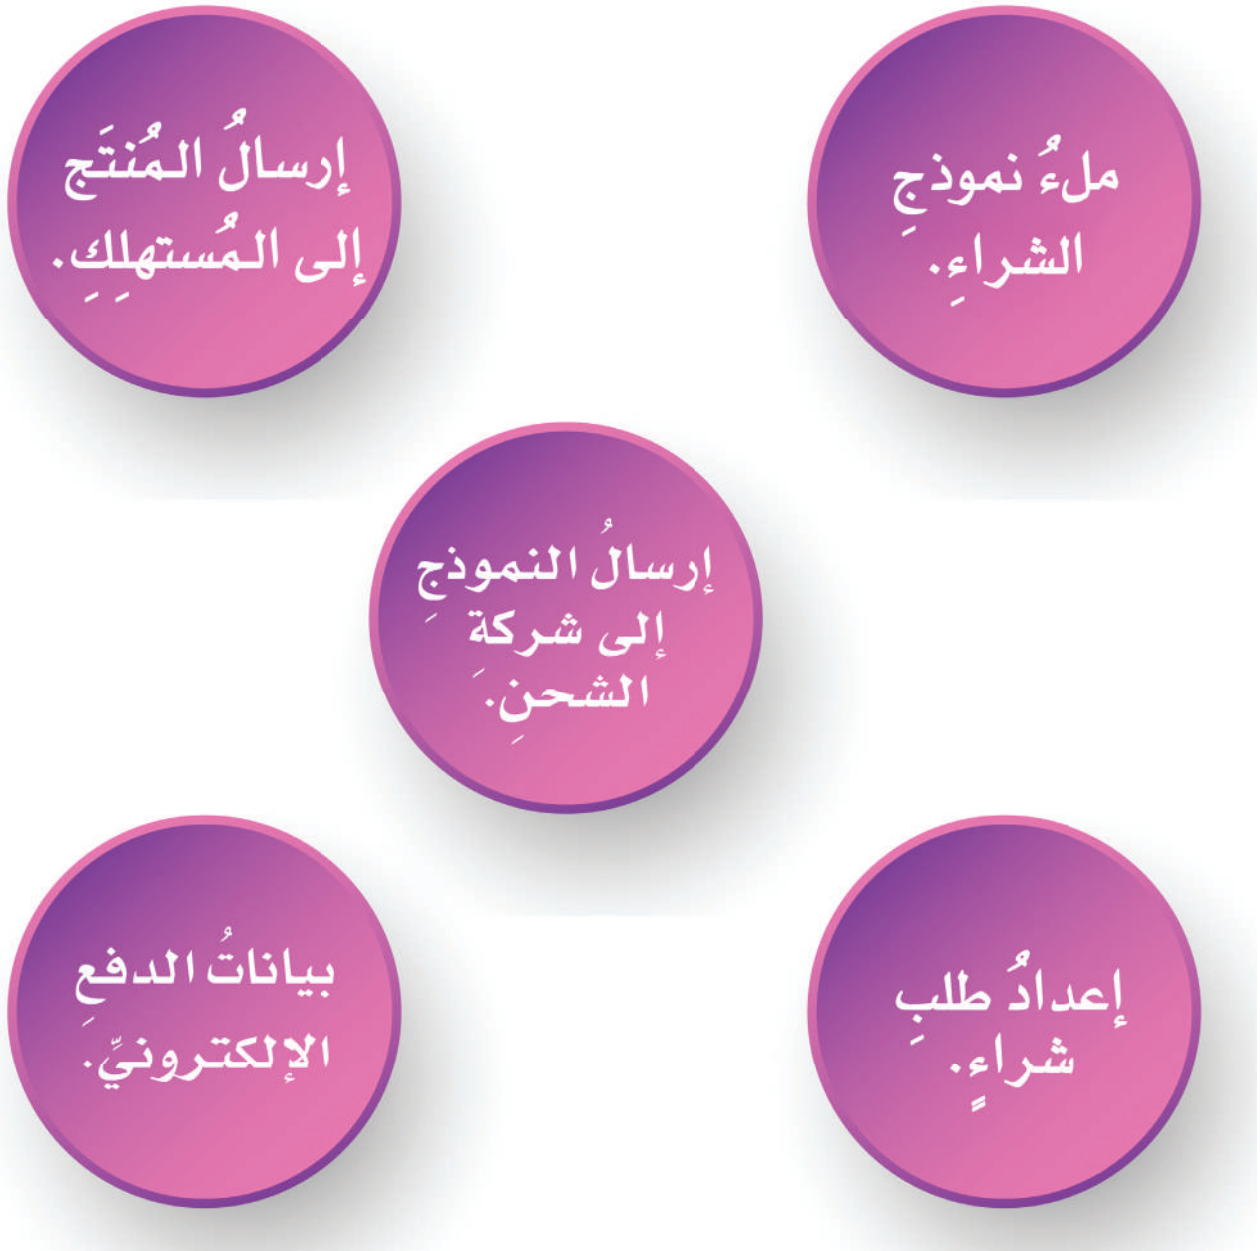 ملءُ نموذجِ
الشراءِ.
إرسالُ المُنتَج
إلى المُستهلِكِ.
إرسالُ النموذجِ
إلى شركةِ
الشحنِ.
إعدادُ طلبِ
شراءٍ.
بياناتُ الدفعِ
الإلكترونيِّ.